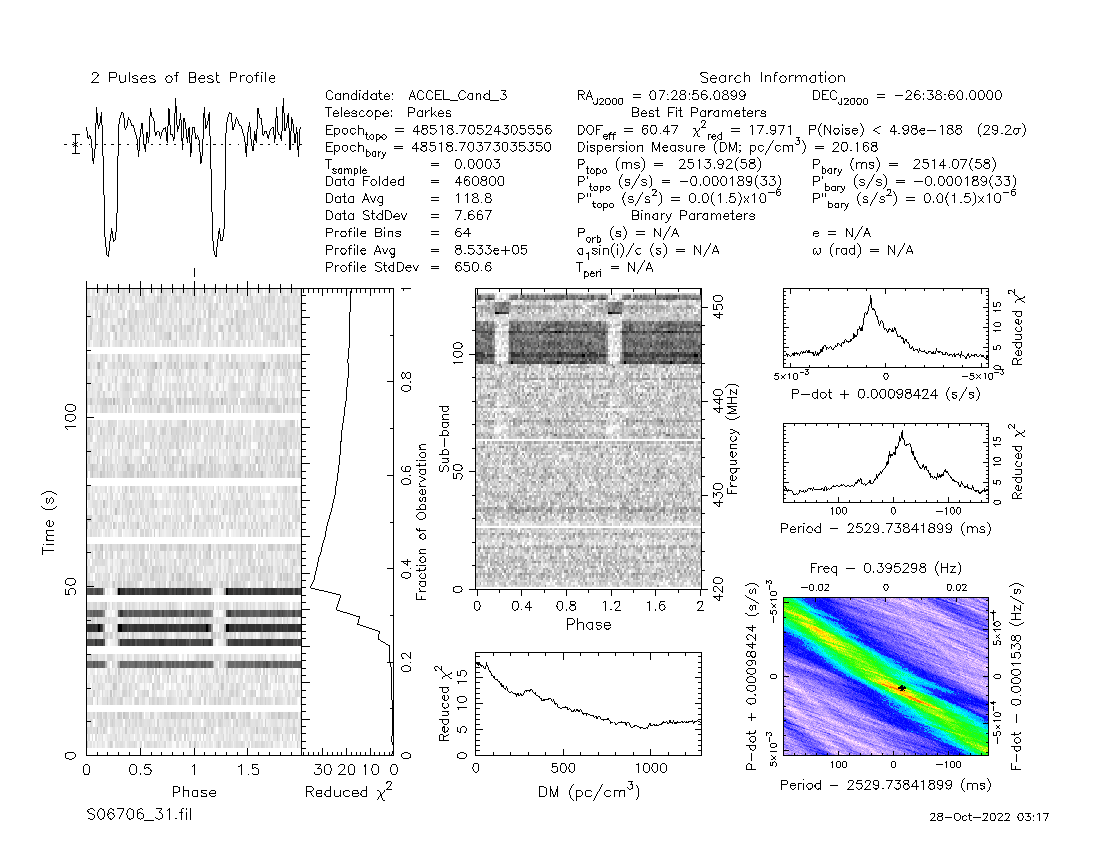 2 Pulses of Best Profile
Search Information
Candidate: ACCEL_Cand_3
RA_J2000 = 07:28:56.0899
DEC_J2000 = −26:38:60.0000
Telescope: Parkes
Best Fit Parameters
Epoch_topo = 48518.70524305556
DOF_eff = 60.47 χ²_red = 17.971 P(Noise) < 4.98e−188 (29.2σ)
Epoch_bary = 48518.70373035350
Dispersion Measure (DM; pc/cm³) = 20.168
T_sample = 0.0003
P_topo (ms) = 2513.92(58)
P_bary (ms) = 2514.07(58)
Data Folded = 460800
P'_topo (s/s) = −0.000189(33)
P'_bary (s/s) = −0.000189(33)
Data Avg = 118.8
P''_topo (s/s²) = 0.0(1.5)x10⁻⁶
P''_bary (s/s²) = 0.0(1.5)x10⁻⁶
Data StdDev = 7.667
Binary Parameters
Profile Bins = 64
P_orb (s) = N/A
e = N/A
Profile Avg = 8.533e+05
a₁sin(i)/c (s) = N/A
ω (rad) = N/A
Profile StdDev = 650.6
T_peri = N/A
Time (s)
0 50 100
0 0.5 1 1.5
Phase
30 20 10 0
Reduced χ²
0.2 0.4 0.6 0.8
Fraction of Observation
Sub−band
0 50 100
420 430 440 450
Frequency (MHz)
0 0.4 0.8 1.2 1.6 2
Phase
Reduced χ²
0 5 10 15
0 500 1000
DM (pc/cm³)
5×10⁻³ 0 −5×10⁻³
P−dot + 0.00098424 (s/s)
0 5 10 15
Reduced χ²
100 0 −100
Period − 2529.73841899 (ms)
0 5 10 15
Reduced χ²
Freq − 0.395298 (Hz)
−0.02 0 0.02
P−dot + 0.00098424 (s/s)
−5×10⁻³ 0 5×10⁻³
5×10⁻⁴ 0 −5×10⁻⁴
F−dot − 0.0001538 (Hz/s)
100 0 −100
Period − 2529.73841899 (ms)
S06706_31.fil
28−Oct−2022 03:17